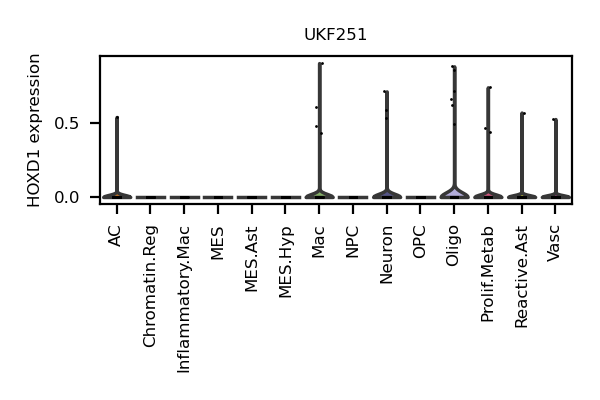 UKF251
HOXD1 expression
0.5
0.0
AC
Chromatin.Reg
Inflammatory.Mac
MES
MES.Ast
MES.Hyp
Mac
NPC
Neuron
OPC
Oligo
Prolif.Metab
Reactive.Ast
Vasc